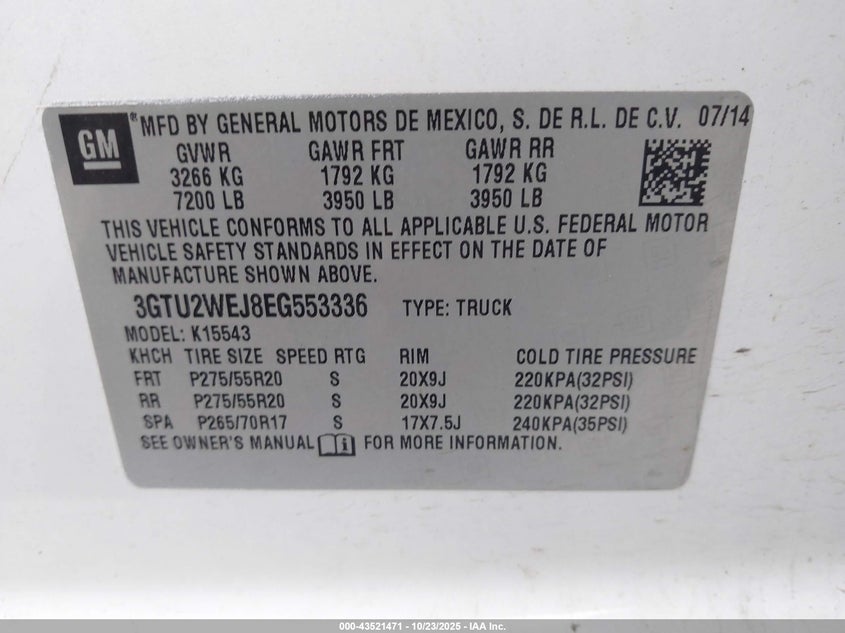 GM
® MFD BY GENERAL MOTORS DE MEXICO, S. DE R.L. DE C.V. 07/14
GVWR GAWR FRT GAWR RR
3266 KG 1792 KG 1792 KG
7200 LB 3950 LB 3950 LB
THIS VEHICLE CONFORMS TO ALL APPLICABLE U.S. FEDERAL MOTOR
VEHICLE SAFETY STANDARDS IN EFFECT ON THE DATE OF
MANUFACTURE SHOWN ABOVE.
3GTU2WEJ8EG553336 TYPE: TRUCK
MODEL: K15543
KHCH TIRE SIZE SPEED RTG RIM COLD TIRE PRESSURE
FRT P275/55R20 S 20X9J 220KPA(32PSI)
RR P275/55R20 S 20X9J 220KPA(32PSI)
SPA P265/70R17 S 17X7.5J 240KPA(35PSI)
SEE OWNER'S MANUAL i FOR MORE INFORMATION.
000-43521471 - 10/23/2025 - IAA Inc.